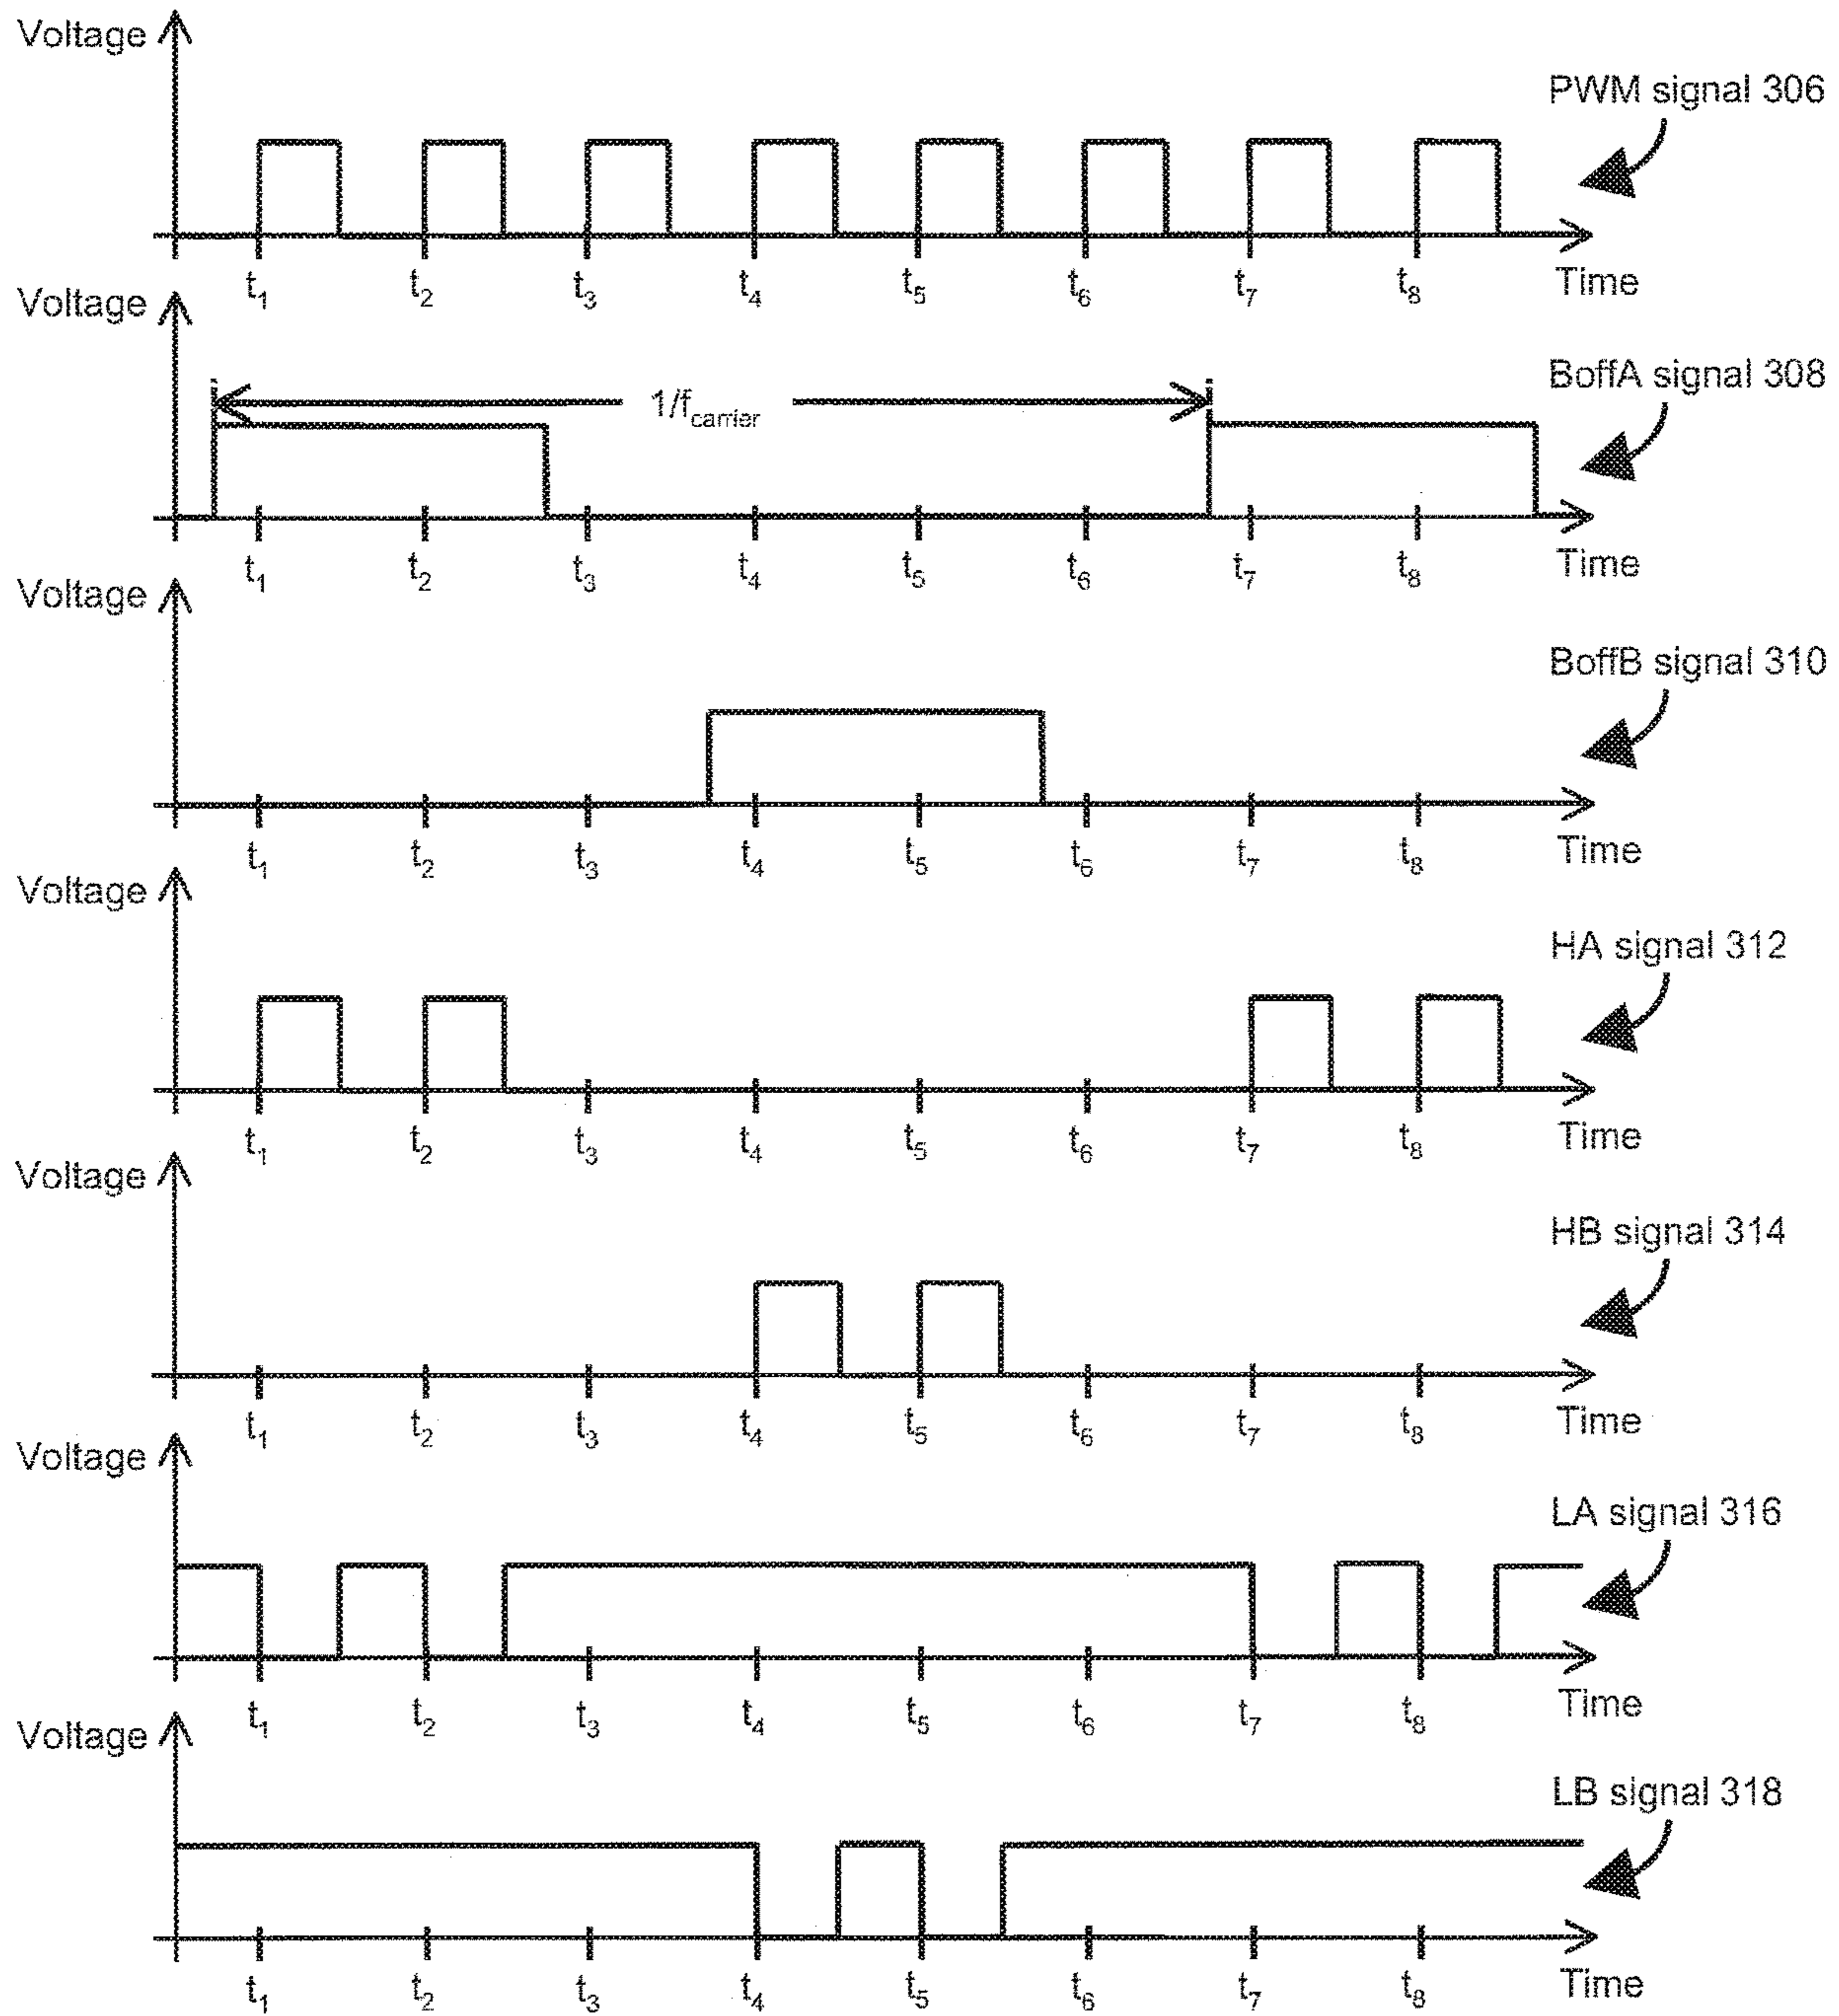 Voltage
PWM signal 306
t1 t2 t3 t4 t5 t6 t7 t8 Time
Voltage
BoffA signal 308
1/fcarrier
t1 t2 t3 t4 t5 t6 t7 t8 Time
Voltage
BoffB signal 310
t1 t2 t3 t4 t5 t6 t7 t8 Time
Voltage
HA signal 312
t1 t2 t3 t4 t5 t6 t7 t8 Time
Voltage
HB signal 314
t1 t2 t3 t4 t5 t6 t7 t8 Time
Voltage
LA signal 316
t1 t2 t3 t4 t5 t6 t7 t8 Time
Voltage
LB signal 318
t1 t2 t3 t4 t5 t6 t7 t8 Time